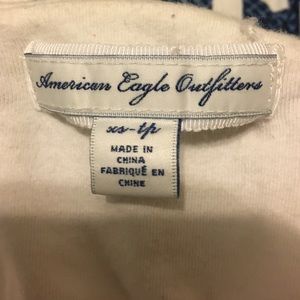 American Eagle Outfitters
xs-tp
MADE IN
CHINA
FABRIQUÉ EN
CHINE